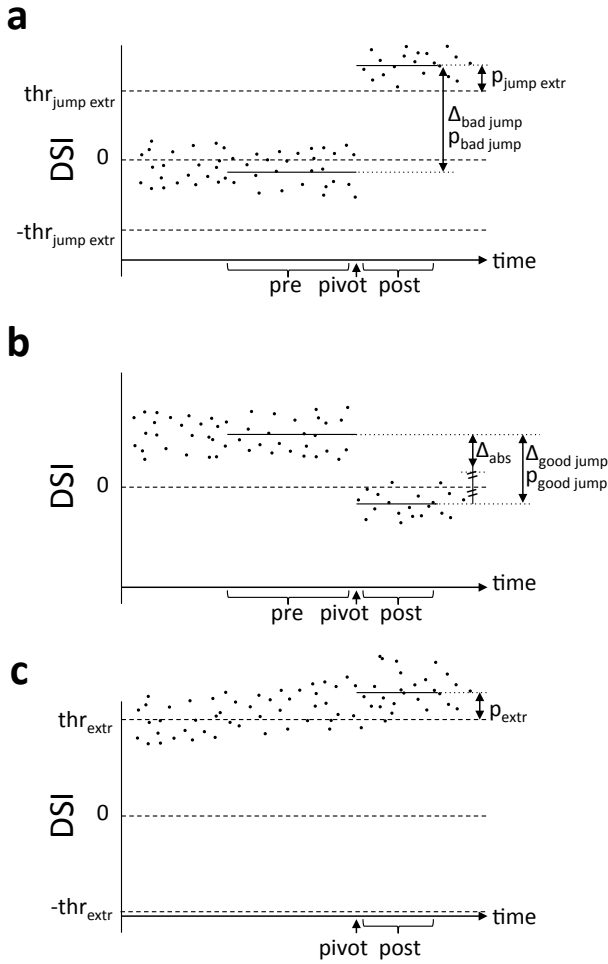 a
thr_jump extr
p_jump extr
Δ_bad jump
p_bad jump
DSI
0
-thr_jump extr
time
pre pivot post
b
Δ_abs
Δ_good jump
p_good jump
DSI
0
time
pre pivot post
c
thr_extr
p_extr
DSI
0
-thr_extr
time
pivot post